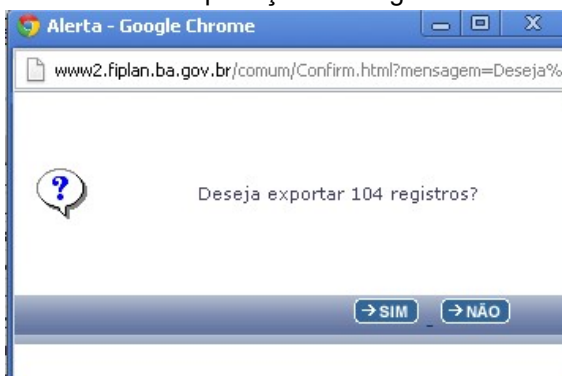 Alerta - Google Chrome
www2.fiplan.ba.gov.br/comum/Confirm.html?mensagem=Deseja%
?
Deseja exportar 104 registros?
→ SIM → NÃO